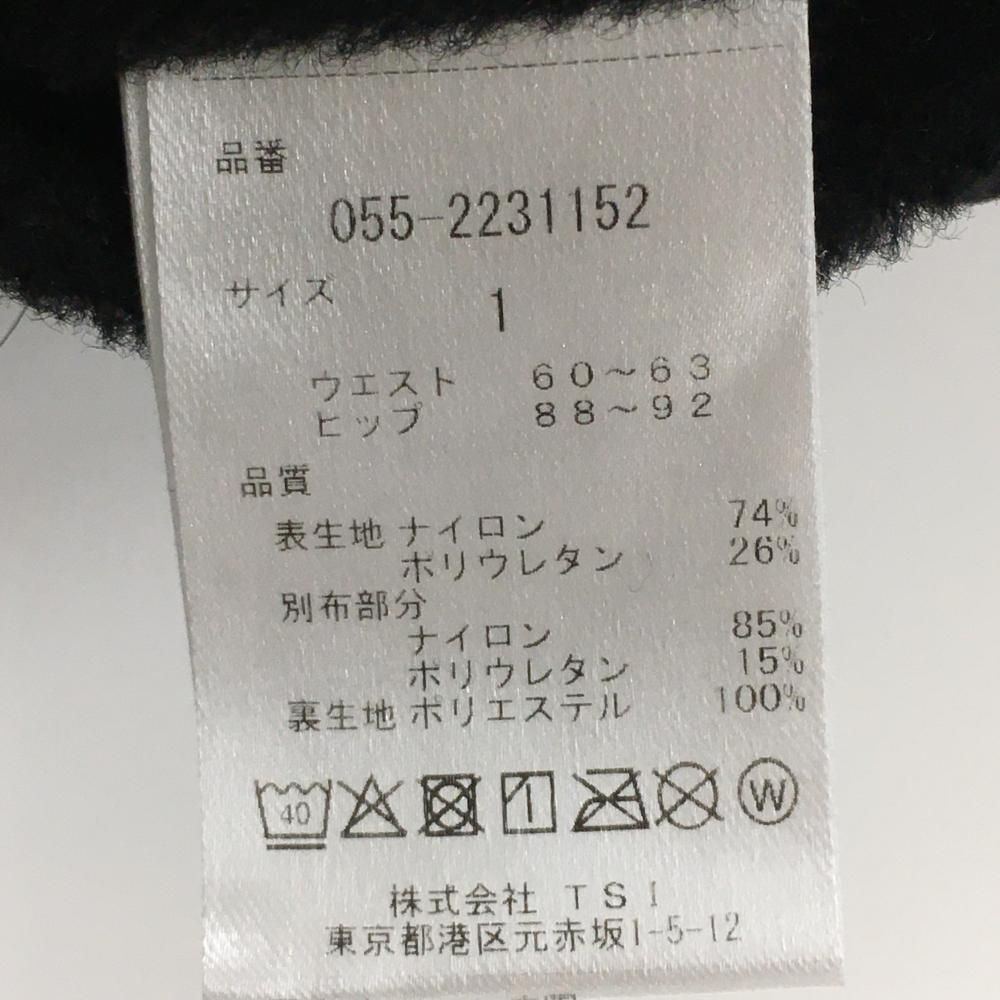 品番
055-2231152
サイズ 1
ウエスト 60～63
ヒップ 88～92
品質
表生地 ナイロン 74%
ポリウレタン 26%
別布部分
ナイロン 85%
ポリウレタン 15%
裏生地 ポリエステル 100%
40 W
株式会社 TSI
東京都港区元赤坂1-5-12